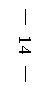 — 14 —